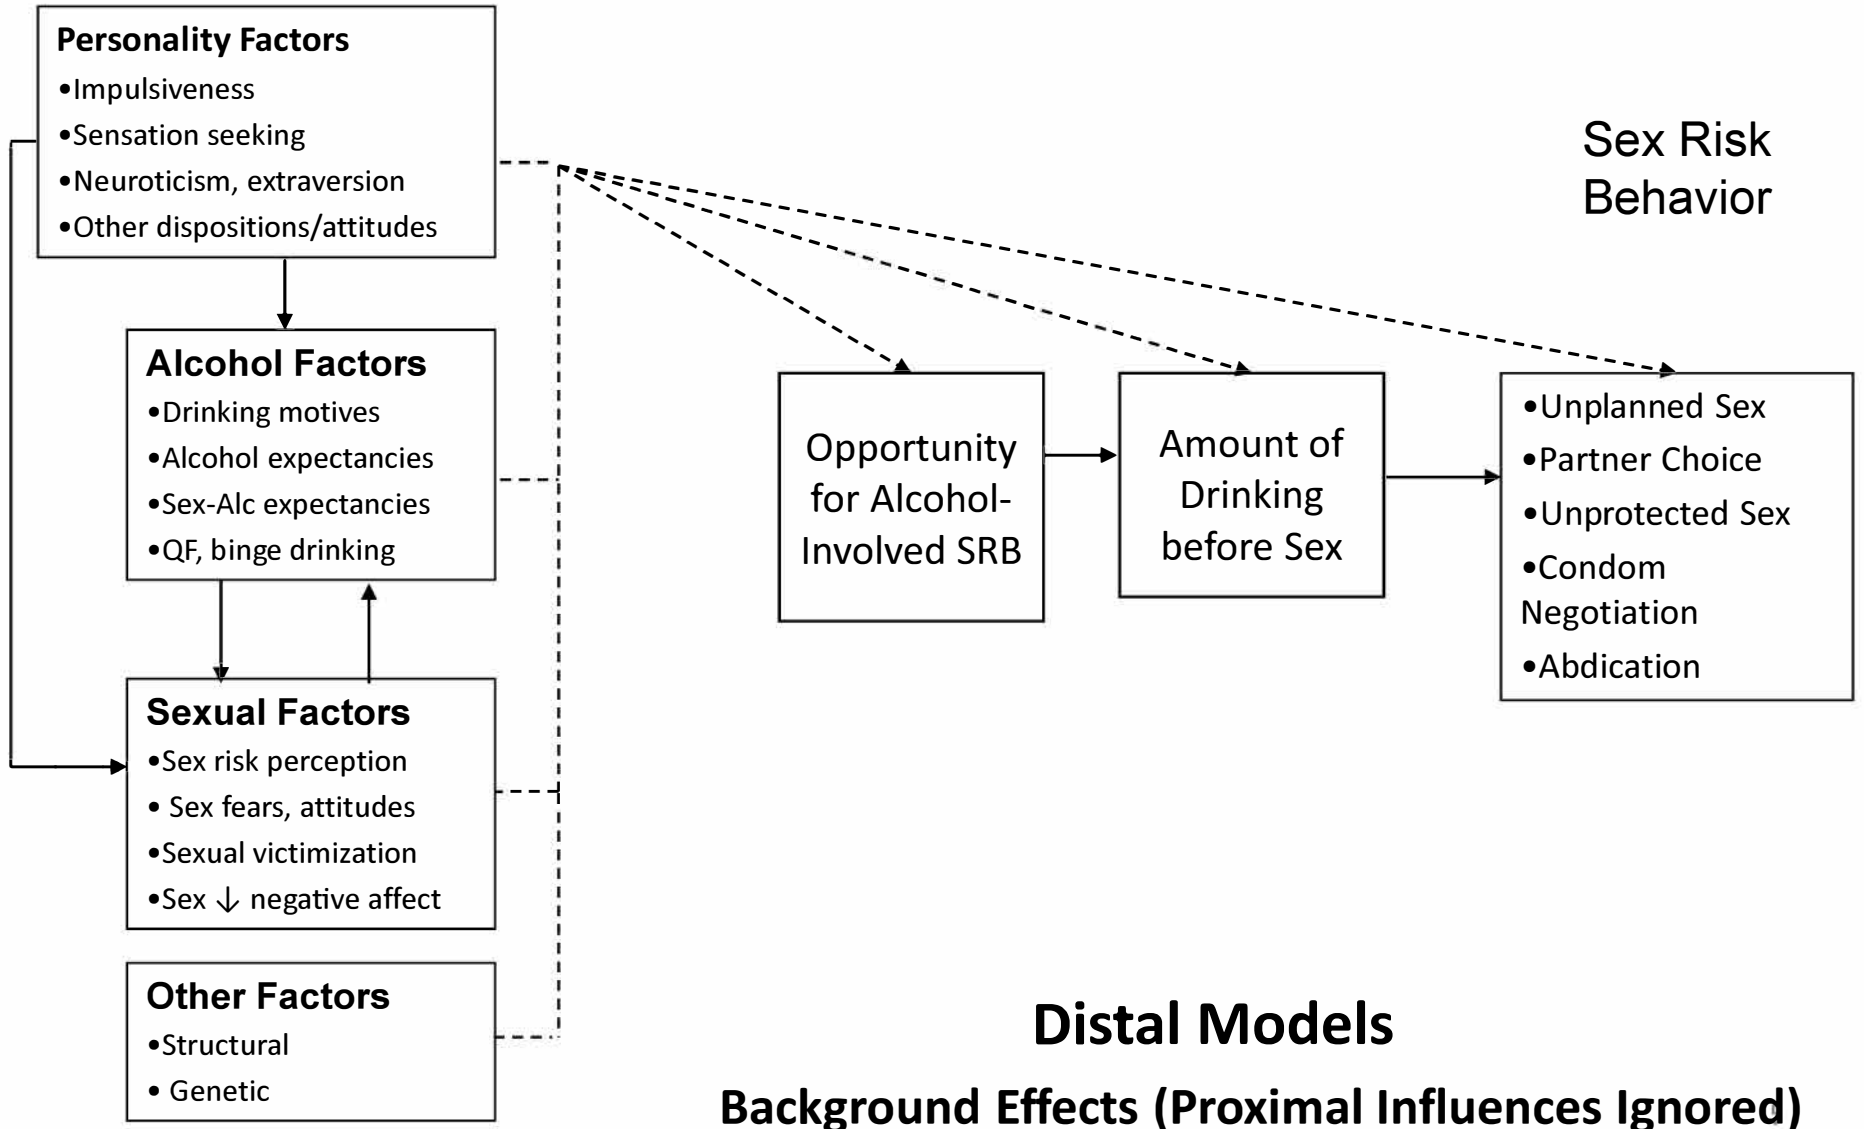 Personality Factors
•Impulsiveness
•Sensation seeking
•Neuroticism, extraversion
•Other dispositions/attitudes
Sex Risk
Behavior
Alcohol Factors
•Drinking motives
•Alcohol expectancies
•Sex-Alc expectancies
•QF, binge drinking
Opportunity
for Alcohol-
Involved SRB
Amount of
Drinking
before Sex
•Unplanned Sex
•Partner Choice
•Unprotected Sex
•Condom
Negotiation
•Abdication
Sexual Factors
•Sex risk perception
• Sex fears, attitudes
•Sexual victimization
•Sex ↓ negative affect
Other Factors
•Structural
• Genetic
Distal Models
Background Effects (Proximal Influences Ignored)